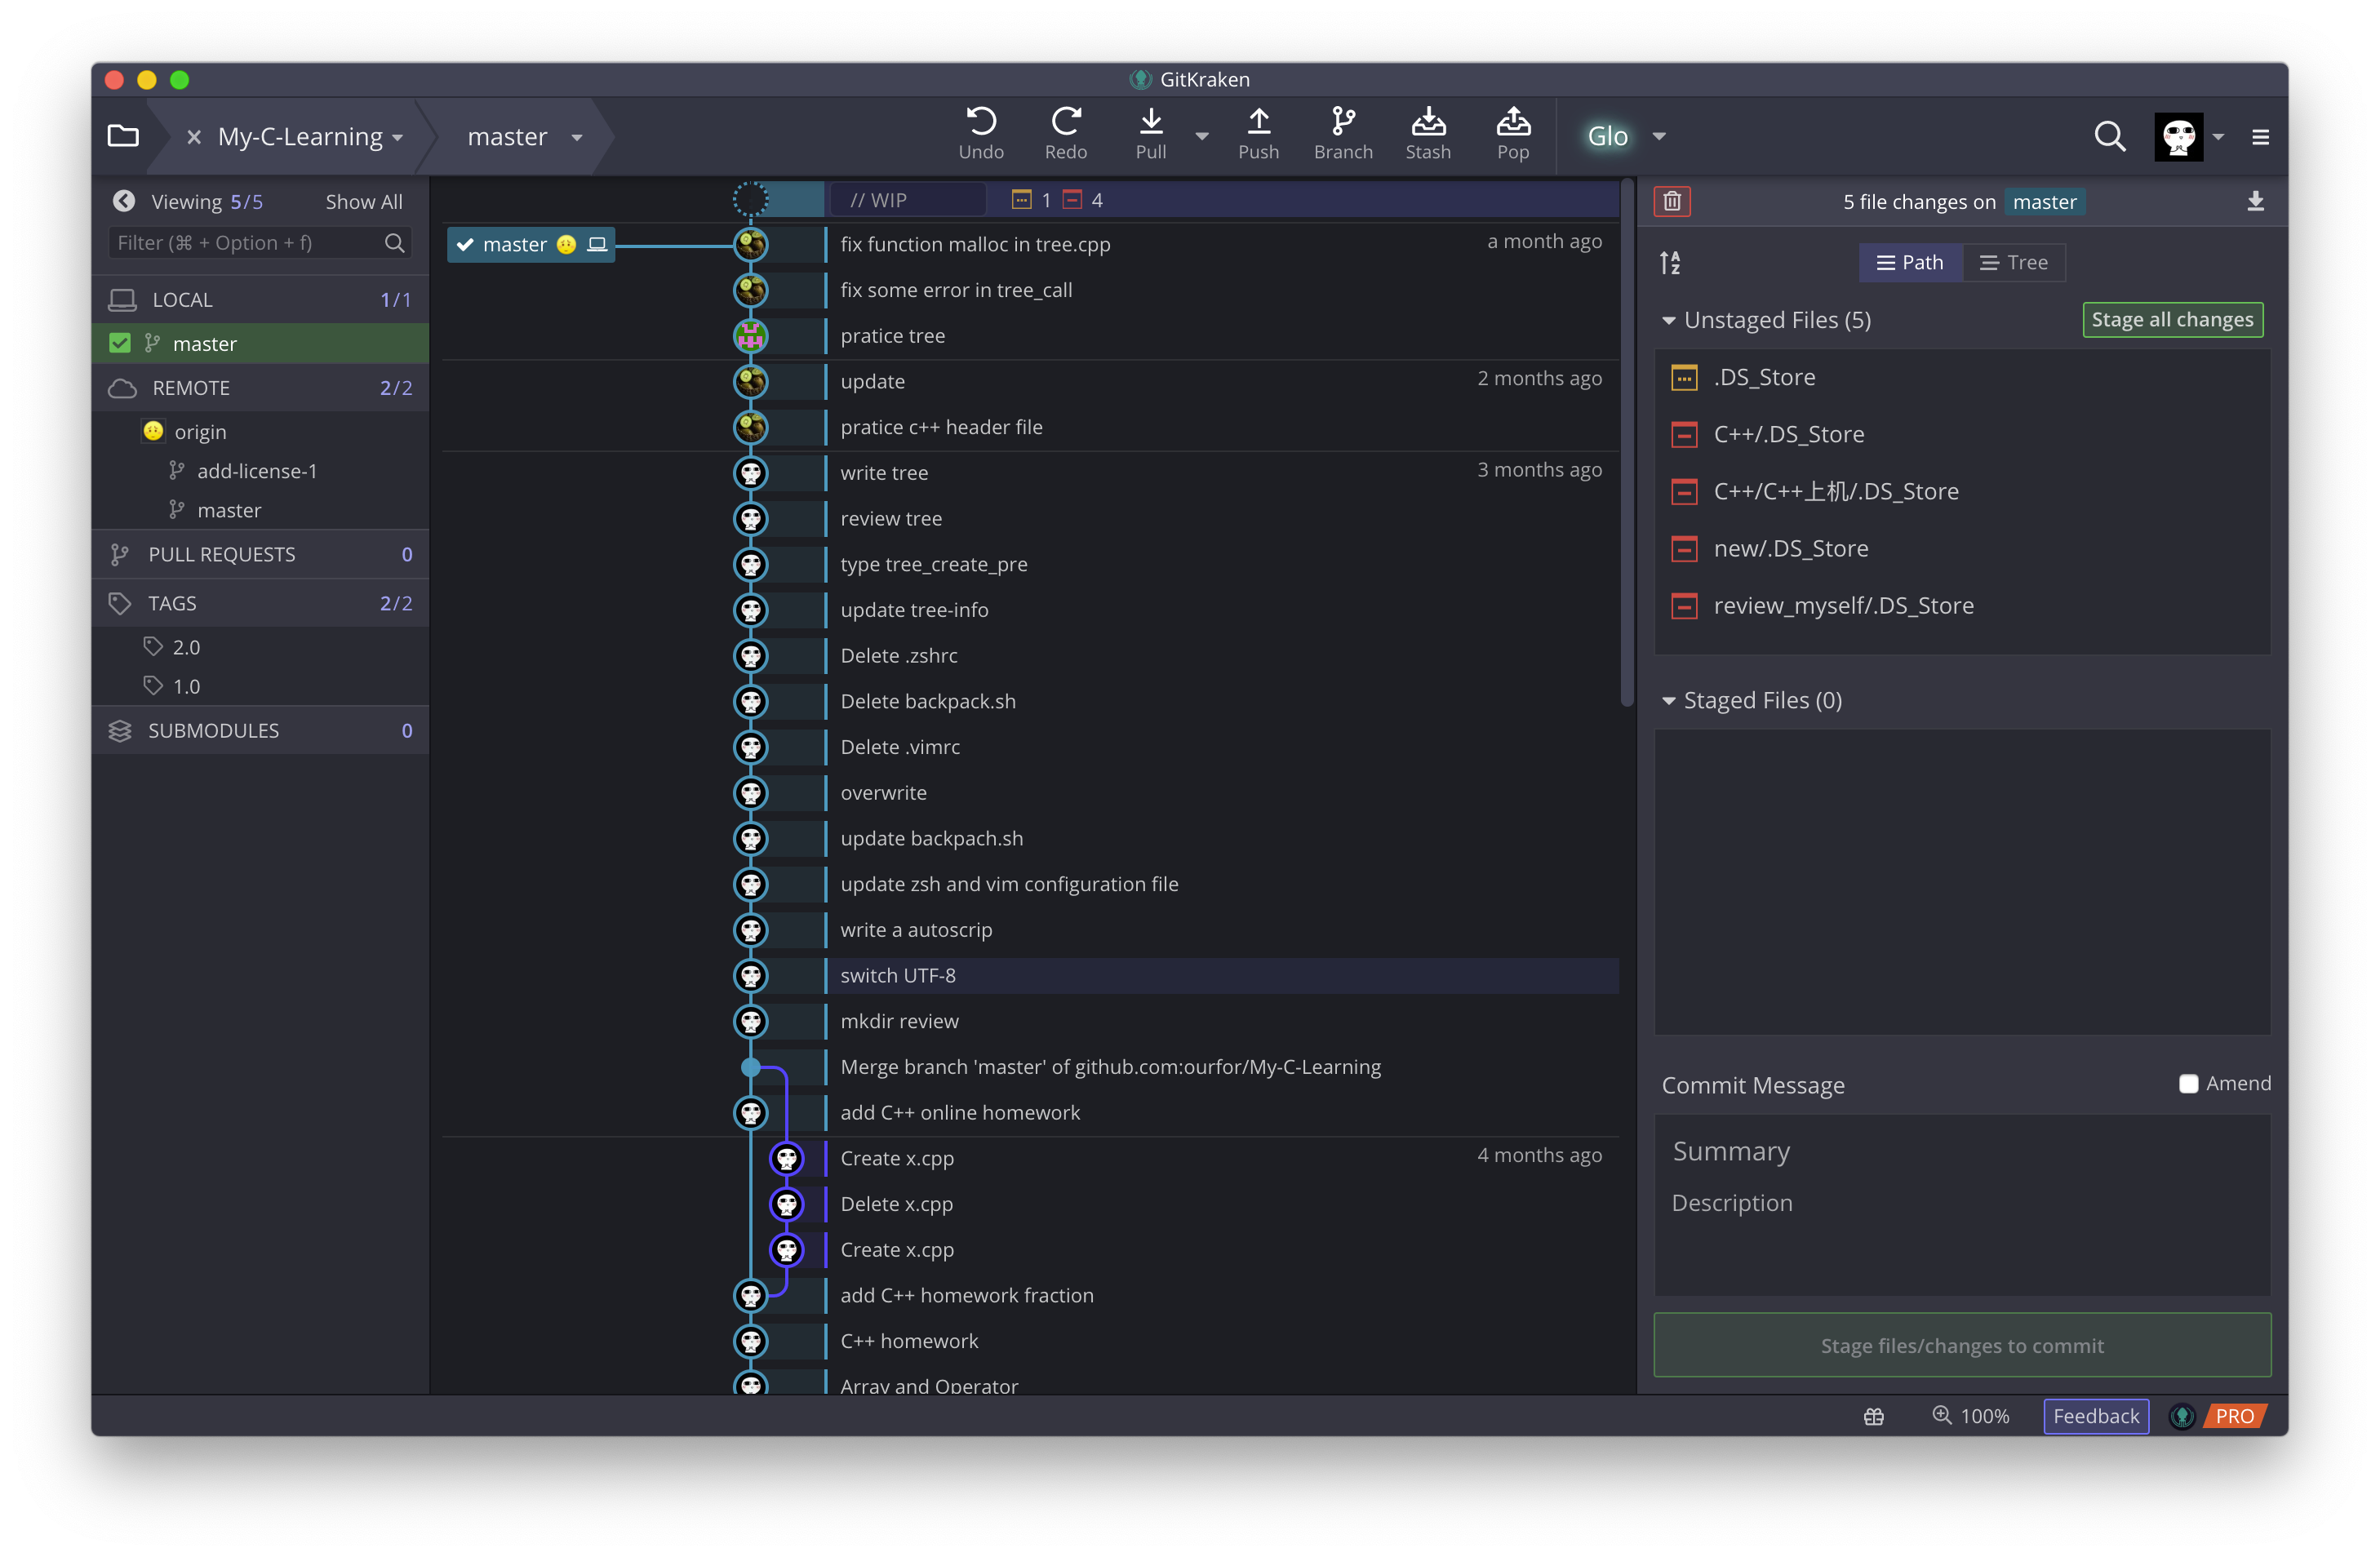 GitKraken
My-C-Learning
master
Undo
Redo
Pull
Push
Branch
Stash
Pop
Glo
Viewing 5/5
Show All
Filter (⌘ + Option + f)
LOCAL 1/1
master
REMOTE 2/2
origin
add-license-1
master
PULL REQUESTS 0
TAGS 2/2
2.0
1.0
SUBMODULES 0
// WIP 1 4
master
fix function malloc in tree.cpp a month ago
fix some error in tree_call
pratice tree
update 2 months ago
pratice c++ header file
write tree 3 months ago
review tree
type tree_create_pre
update tree-info
Delete .zshrc
Delete backpack.sh
Delete .vimrc
overwrite
update backpach.sh
update zsh and vim configuration file
write a autoscrip
switch UTF-8
mkdir review
Merge branch 'master' of github.com:ourfor/My-C-Learning
add C++ online homework
Create x.cpp 4 months ago
Delete x.cpp
Create x.cpp
add C++ homework fraction
C++ homework
Array and Operator
5 file changes on master
A
Z
Path
Tree
Unstaged Files (5)
Stage all changes
.DS_Store
C++/.DS_Store
C++/C++上机/.DS_Store
new/.DS_Store
review_myself/.DS_Store
Staged Files (0)
Commit Message
Amend
Summary
Description
Stage files/changes to commit
100%
Feedback
PRO